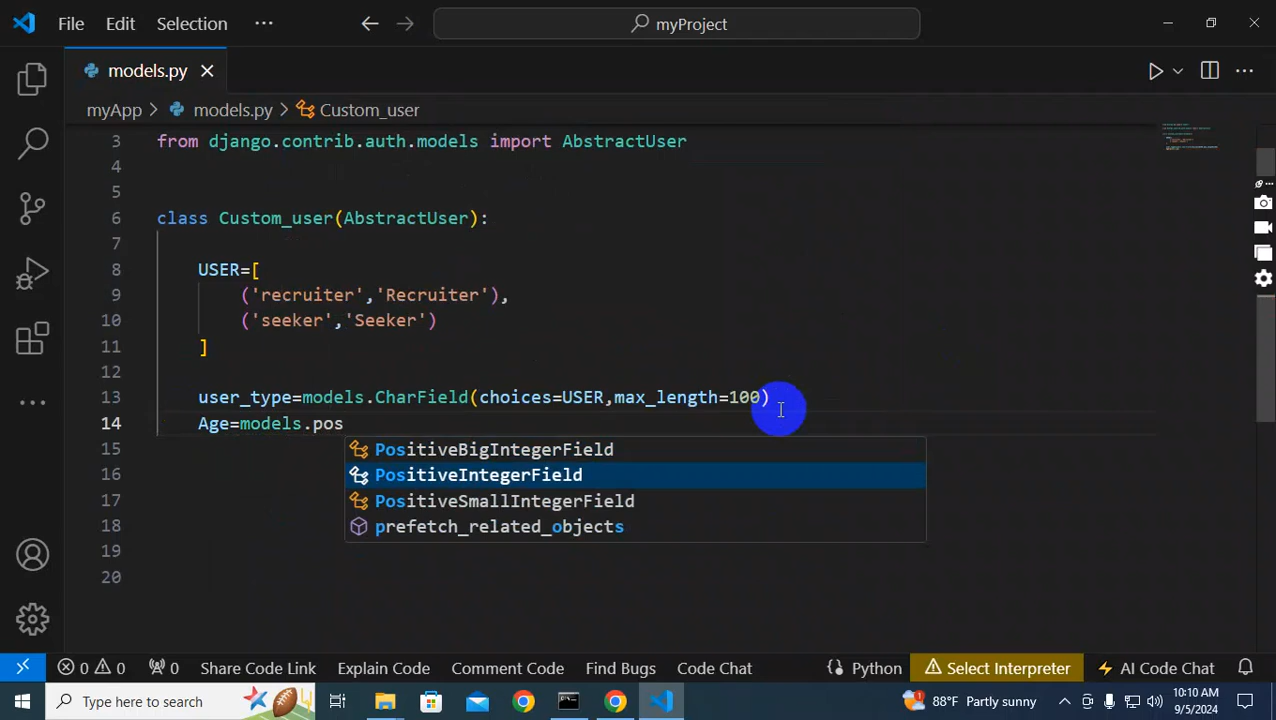 File Edit Selection ··· myProject
models.py
myApp > models.py > Custom_user
3 from django.contrib.auth.models import AbstractUser
4
5
6 class Custom_user(AbstractUser):
7
8 USER=[
9 ('recruiter','Recruiter'),
10 ('seeker','Seeker')
11 ]
12
13 user_type=models.CharField(choices=USER,max_length=100)
14 Age=models.pos
15 PositiveBigIntegerField
16 PositiveIntegerField
17 PositiveSmallIntegerField
18 prefetch_related_objects
19
20
0 0 0 Share Code Link Explain Code Comment Code Find Bugs Code Chat Python Select Interpreter AI Code Chat
Type here to search 88°F Partly sunny 10:10 AM
9/5/2024